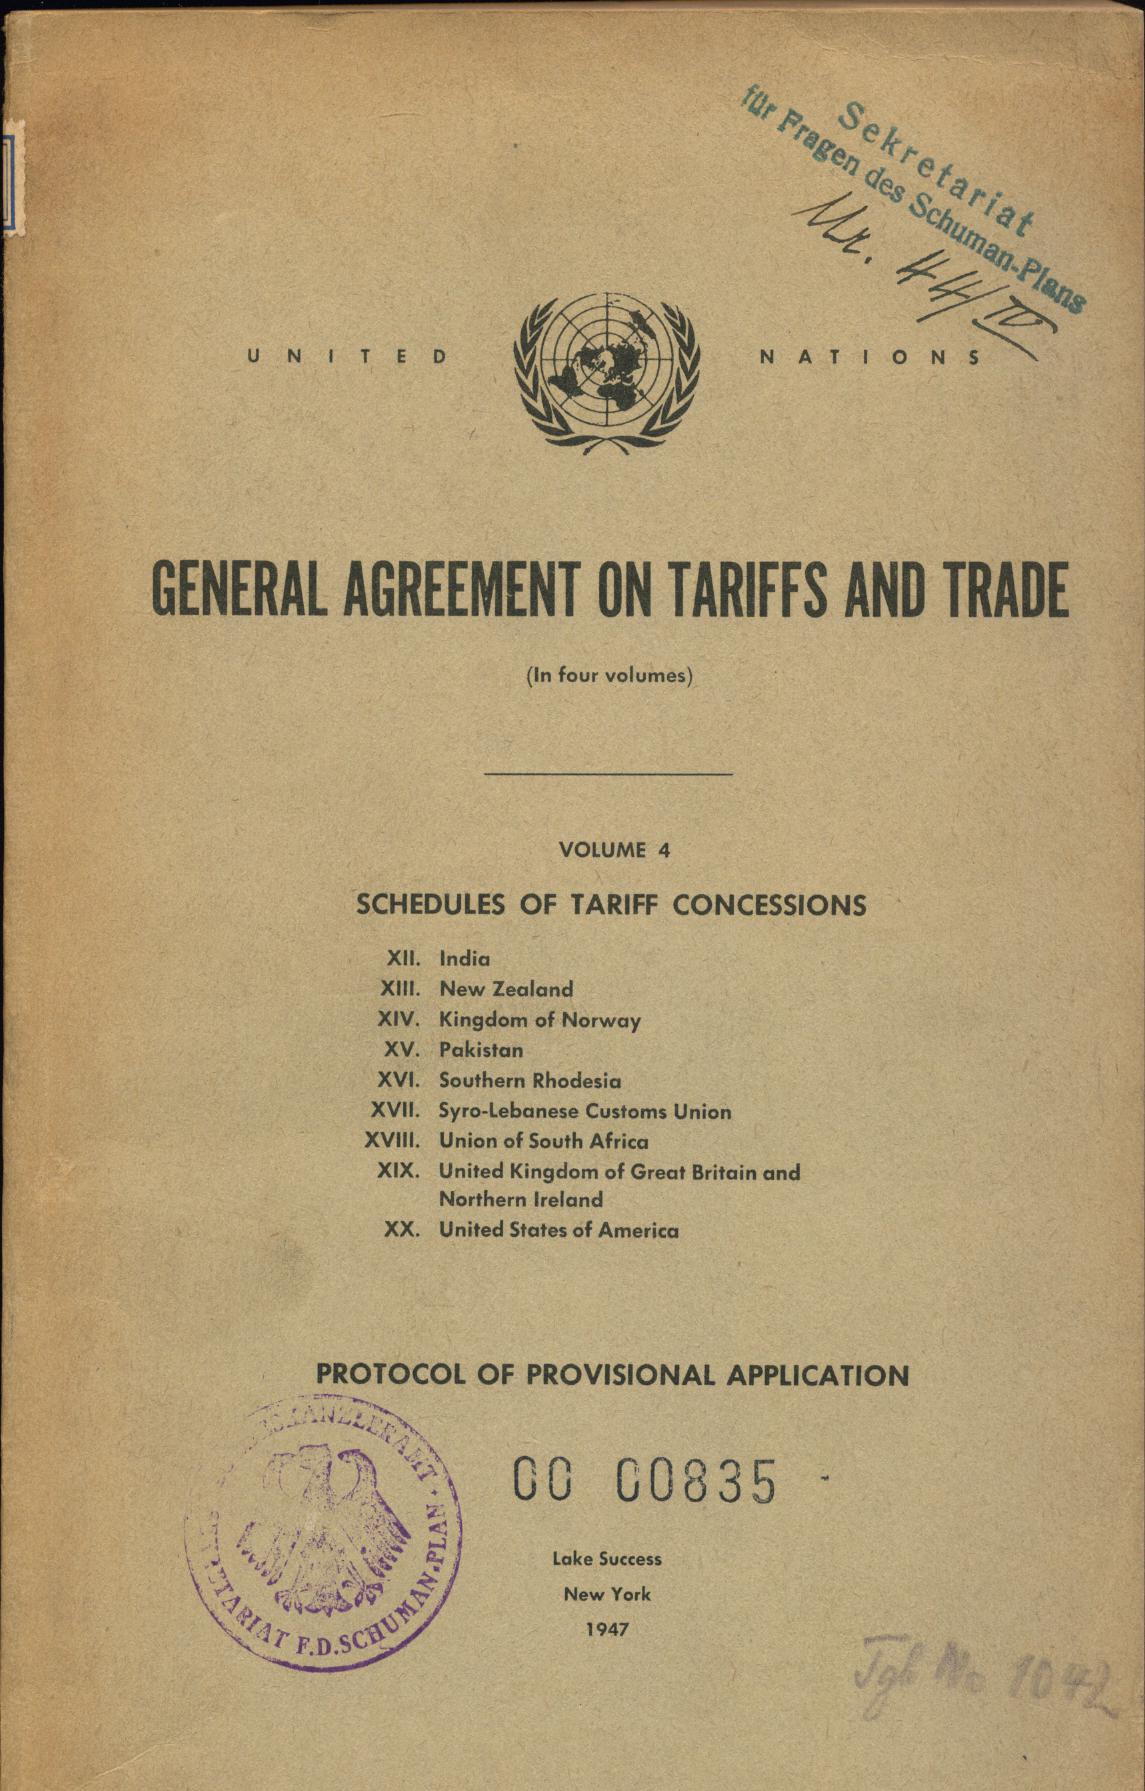 Sekretariat
für Fragen des Schuman-Plans
Nr. 44/IV
UNITED NATIONS
GENERAL AGREEMENT ON TARIFFS AND TRADE
(In four volumes)
VOLUME 4
SCHEDULES OF TARIFF CONCESSIONS
XII. India
XIII. New Zealand
XIV. Kingdom of Norway
XV. Pakistan
XVI. Southern Rhodesia
XVII. Syro-Lebanese Customs Union
XVIII. Union of South Africa
XIX. United Kingdom of Great Britain and
Northern Ireland
XX. United States of America
PROTOCOL OF PROVISIONAL APPLICATION
F.D.SCHUMAN-PLAN
00 00835
Lake Success
New York
1947
1042